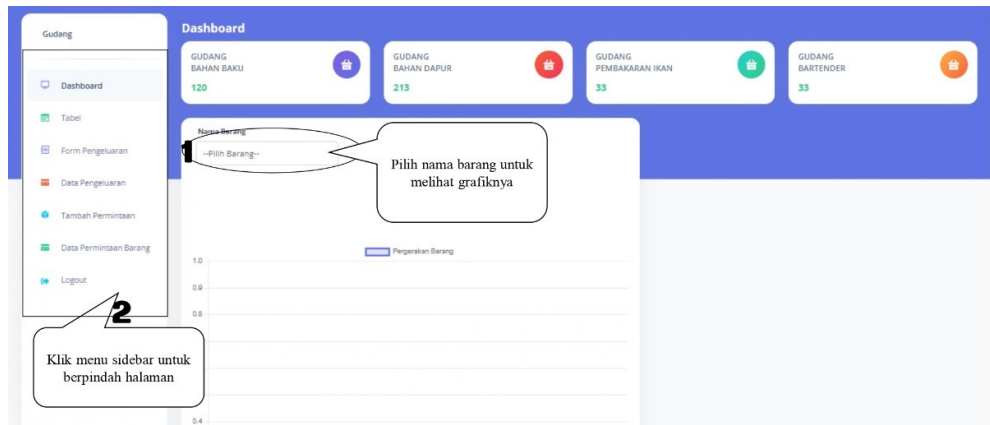 Gudang
Dashboard
Tabel
Form Pengeluaran
Data Pengeluaran
Tambah Permintaan
Data Permintaan Barang
Logout
2
Klik menu sidebar untuk
berpindah halaman
Dashboard
GUDANG
BAHAN BAKU
120
GUDANG
BAHAN DAPUR
213
GUDANG
PEMBAKARAN IKAN
33
GUDANG
BARTENDER
33
Nama Barang
1
--Pilih Barang--
Pilih nama barang untuk
melihat grafiknya
Pergerakan Barang
1.0
0.9
0.8
0.4